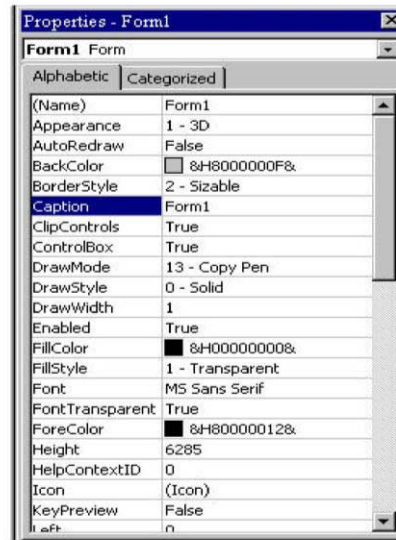 Properties - Form1
Form1 Form
Alphabetic Categorized
(Name) Form1
Appearance 1 - 3D
AutoRedraw False
BackColor &H8000000F&
BorderStyle 2 - Sizable
Caption Form1
ClipControls True
ControlBox True
DrawMode 13 - Copy Pen
DrawStyle 0 - Solid
DrawWidth 1
Enabled True
FillColor &H00000000&
FillStyle 1 - Transparent
Font MS Sans Serif
FontTransparent True
ForeColor &H80000012&
Height 6285
HelpContextID 0
Icon (Icon)
KeyPreview False
Left 0